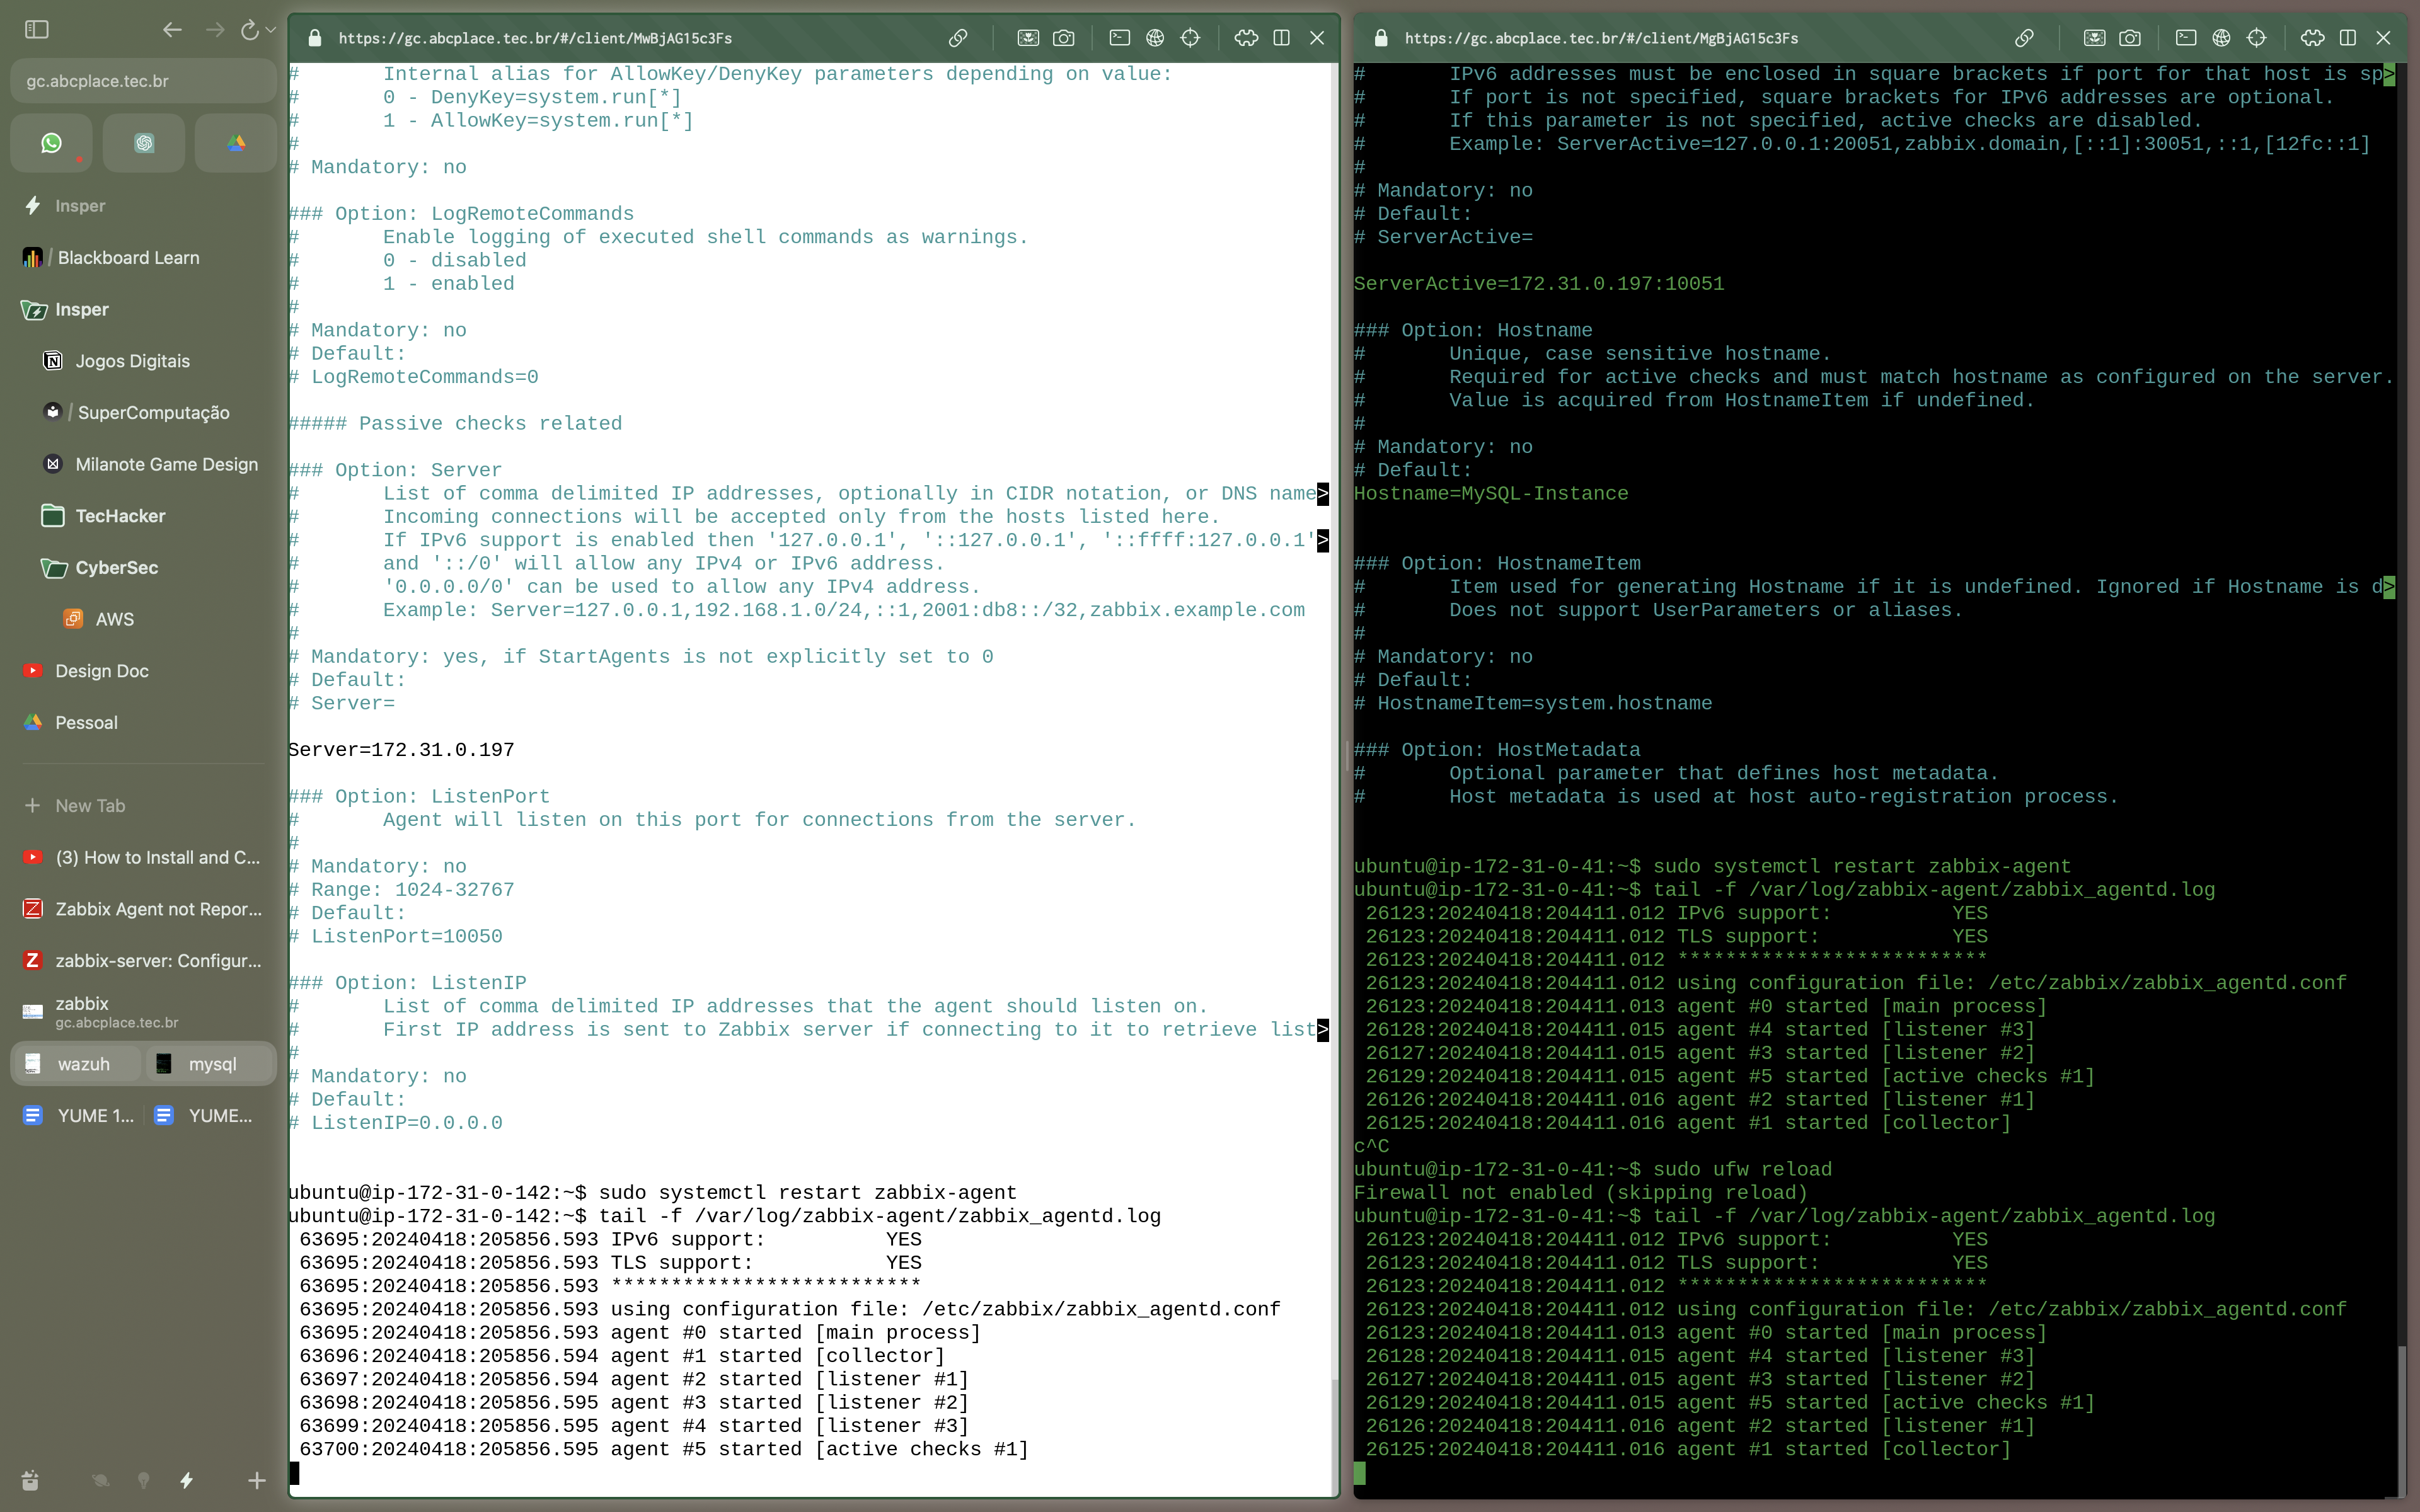 gc.abcplace.tec.br
Insper
/ Blackboard Learn
Insper
Jogos Digitais
/ SuperComputação
Milanote Game Design
TecHacker
CyberSec
AWS
Design Doc
Pessoal
New Tab
(3) How to Install and C...
Zabbix Agent not Repor...
zabbix-server: Configur...
zabbix
gc.abcplace.tec.br
wazuh
mysql
YUME 1...
YUME...
https://gc.abcplace.tec.br/#/client/MwBjAG15c3Fs
#       Internal alias for AllowKey/DenyKey parameters depending on value:
#       0 - DenyKey=system.run[*]
#       1 - AllowKey=system.run[*]
#
# Mandatory: no
### Option: LogRemoteCommands
#       Enable logging of executed shell commands as warnings.
#       0 - disabled
#       1 - enabled
#
# Mandatory: no
# Default:
# LogRemoteCommands=0
##### Passive checks related
### Option: Server
#       List of comma delimited IP addresses, optionally in CIDR notation, or DNS name>
#       Incoming connections will be accepted only from the hosts listed here.
#       If IPv6 support is enabled then '127.0.0.1', '::127.0.0.1', '::ffff:127.0.0.1'>
#       and '::/0' will allow any IPv4 or IPv6 address.
#       '0.0.0.0/0' can be used to allow any IPv4 address.
#       Example: Server=127.0.0.1,192.168.1.0/24,::1,2001:db8::/32,zabbix.example.com
#
# Mandatory: yes, if StartAgents is not explicitly set to 0
# Default:
# Server=
Server=172.31.0.197
### Option: ListenPort
#       Agent will listen on this port for connections from the server.
#
# Mandatory: no
# Range: 1024-32767
# Default:
# ListenPort=10050
### Option: ListenIP
#       List of comma delimited IP addresses that the agent should listen on.
#       First IP address is sent to Zabbix server if connecting to it to retrieve list>
#
# Mandatory: no
# Default:
# ListenIP=0.0.0.0
ubuntu@ip-172-31-0-142:~$ sudo systemctl restart zabbix-agent
ubuntu@ip-172-31-0-142:~$ tail -f /var/log/zabbix-agent/zabbix_agentd.log
63695:20240418:205856.593 IPv6 support:          YES
63695:20240418:205856.593 TLS support:           YES
63695:20240418:205856.593 **************************
63695:20240418:205856.593 using configuration file: /etc/zabbix/zabbix_agentd.conf
63695:20240418:205856.593 agent #0 started [main process]
63696:20240418:205856.594 agent #1 started [collector]
63697:20240418:205856.594 agent #2 started [listener #1]
63698:20240418:205856.595 agent #3 started [listener #2]
63699:20240418:205856.595 agent #4 started [listener #3]
63700:20240418:205856.595 agent #5 started [active checks #1]
https://gc.abcplace.tec.br/#/client/MgBjAG15c3Fs
#       IPv6 addresses must be enclosed in square brackets if port for that host is sp>
#       If port is not specified, square brackets for IPv6 addresses are optional.
#       If this parameter is not specified, active checks are disabled.
#       Example: ServerActive=127.0.0.1:20051,zabbix.domain,[::1]:30051,::1,[12fc::1]
#
# Mandatory: no
# Default:
# ServerActive=
ServerActive=172.31.0.197:10051
### Option: Hostname
#       Unique, case sensitive hostname.
#       Required for active checks and must match hostname as configured on the server.
#       Value is acquired from HostnameItem if undefined.
#
# Mandatory: no
# Default:
Hostname=MySQL-Instance
### Option: HostnameItem
#       Item used for generating Hostname if it is undefined. Ignored if Hostname is d>
#       Does not support UserParameters or aliases.
#
# Mandatory: no
# Default:
# HostnameItem=system.hostname
### Option: HostMetadata
#       Optional parameter that defines host metadata.
#       Host metadata is used at host auto-registration process.
ubuntu@ip-172-31-0-41:~$ sudo systemctl restart zabbix-agent
ubuntu@ip-172-31-0-41:~$ tail -f /var/log/zabbix-agent/zabbix_agentd.log
26123:20240418:204411.012 IPv6 support:          YES
26123:20240418:204411.012 TLS support:           YES
26123:20240418:204411.012 **************************
26123:20240418:204411.012 using configuration file: /etc/zabbix/zabbix_agentd.conf
26123:20240418:204411.013 agent #0 started [main process]
26128:20240418:204411.015 agent #4 started [listener #3]
26127:20240418:204411.015 agent #3 started [listener #2]
26129:20240418:204411.015 agent #5 started [active checks #1]
26126:20240418:204411.016 agent #2 started [listener #1]
26125:20240418:204411.016 agent #1 started [collector]
c^C
ubuntu@ip-172-31-0-41:~$ sudo ufw reload
Firewall not enabled (skipping reload)
ubuntu@ip-172-31-0-41:~$ tail -f /var/log/zabbix-agent/zabbix_agentd.log
26123:20240418:204411.012 IPv6 support:          YES
26123:20240418:204411.012 TLS support:           YES
26123:20240418:204411.012 **************************
26123:20240418:204411.012 using configuration file: /etc/zabbix/zabbix_agentd.conf
26123:20240418:204411.013 agent #0 started [main process]
26128:20240418:204411.015 agent #4 started [listener #3]
26127:20240418:204411.015 agent #3 started [listener #2]
26129:20240418:204411.015 agent #5 started [active checks #1]
26126:20240418:204411.016 agent #2 started [listener #1]
26125:20240418:204411.016 agent #1 started [collector]